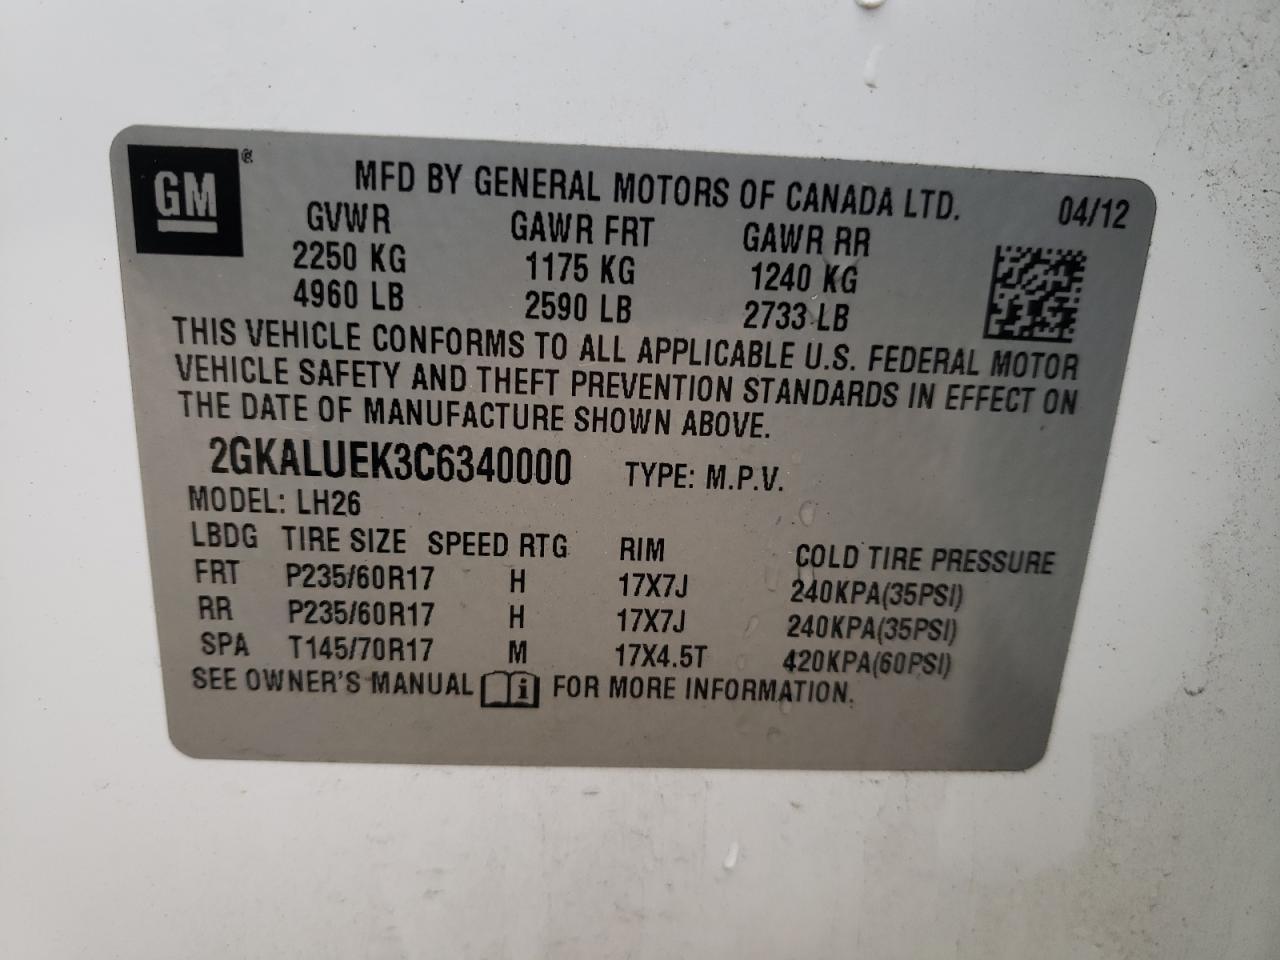 GM ®
MFD BY GENERAL MOTORS OF CANADA LTD. 04/12
GVWR GAWR FRT GAWR RR
2250 KG 1175 KG 1240 KG
4960 LB 2590 LB 2733 LB
THIS VEHICLE CONFORMS TO ALL APPLICABLE U.S. FEDERAL MOTOR
VEHICLE SAFETY AND THEFT PREVENTION STANDARDS IN EFFECT ON
THE DATE OF MANUFACTURE SHOWN ABOVE.
2GKALUEK3C6340000 TYPE: M.P.V.
MODEL: LH26
LBDG TIRE SIZE SPEED RTG RIM COLD TIRE PRESSURE
FRT P235/60R17 H 17X7J 240KPA(35PSI)
RR P235/60R17 H 17X7J 240KPA(35PSI)
SPA T145/70R17 M 17X4.5T 420KPA(60PSI)
SEE OWNER'S MANUAL i FOR MORE INFORMATION.